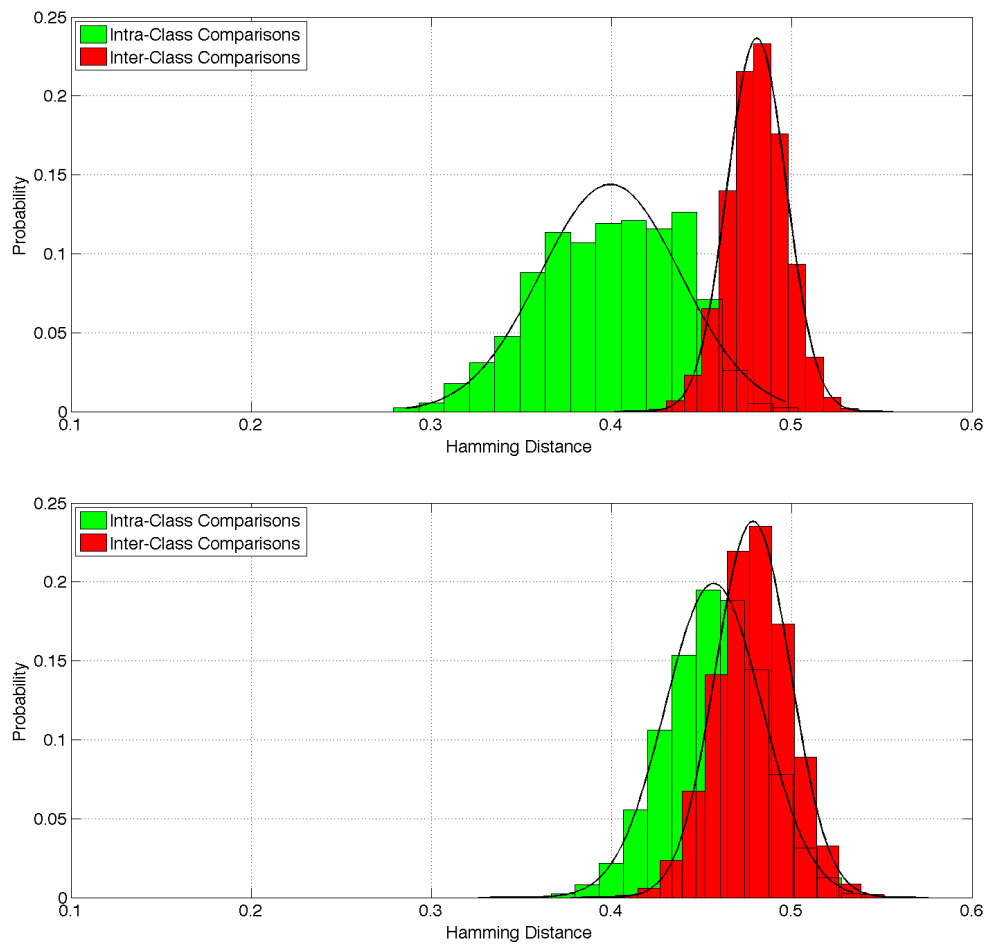 0.25
0.2
0.15
0.1
0.05
0
Probability
Intra-Class Comparisons
Inter-Class Comparisons
0.1 0.2 0.3 0.4 0.5 0.6
Hamming Distance
0.25
0.2
0.15
0.1
0.05
0
Probability
Intra-Class Comparisons
Inter-Class Comparisons
0.1 0.2 0.3 0.4 0.5 0.6
Hamming Distance